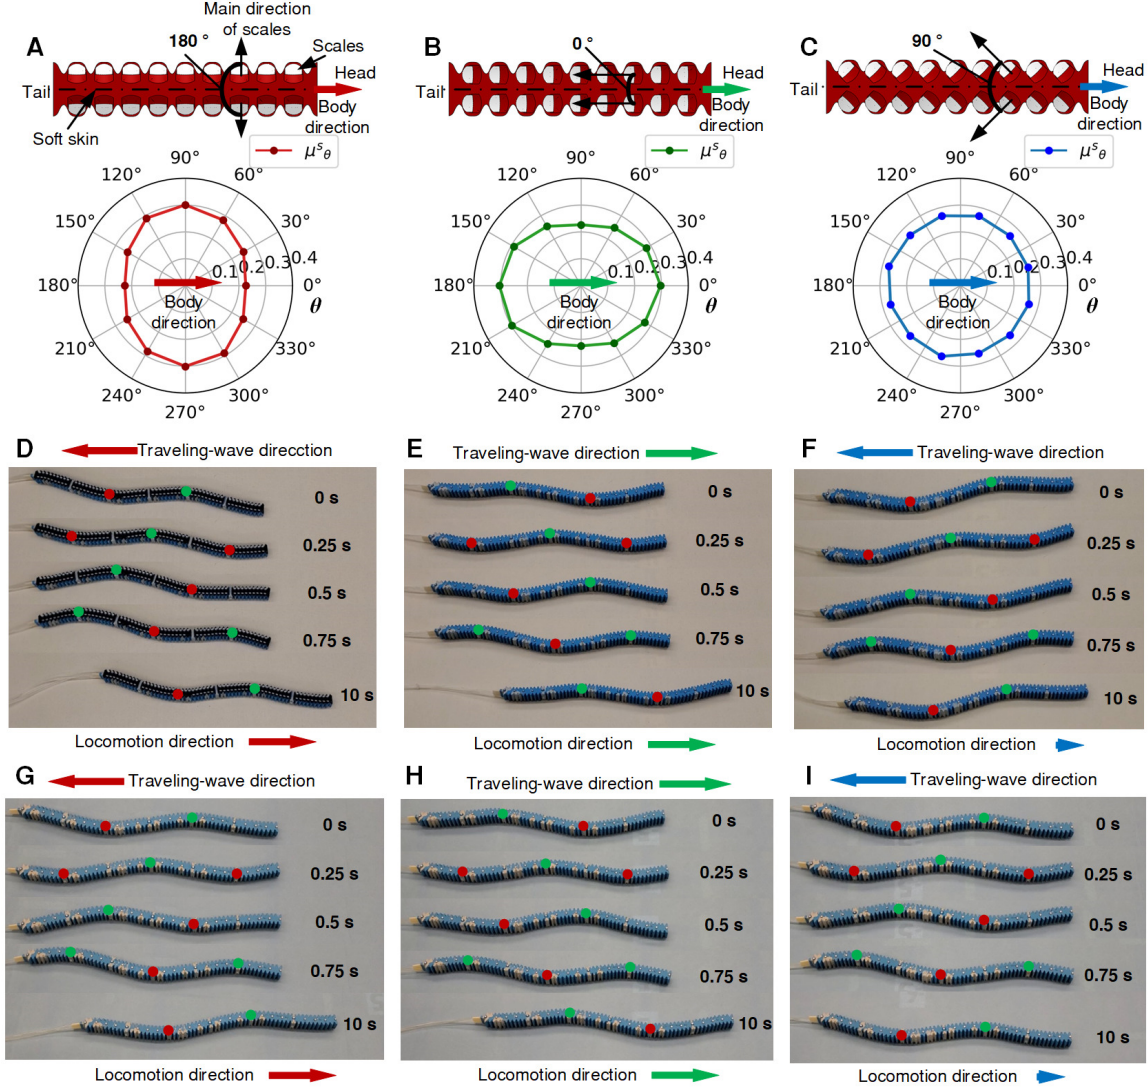 A
Main direction
of scales
180 °
Scales
Head
Tail
Body
direction
Soft skin
μˢθ
90°
120°
60°
150°
30°
0.1
0.2
0.3
0.4
180°
0°
θ
Body
direction
210°
330°
240°
300°
270°
B
0 °
Head
Tail
Body
direction
μˢθ
90°
120°
60°
150°
30°
0.1
0.2
0.3
0.4
180°
0°
θ
Body
direction
210°
330°
240°
300°
270°
C
90 °
Head
Tail
Body
direction
μˢθ
90°
120°
60°
150°
30°
0.1
0.2
0.3
0.4
180°
0°
θ
Body
direction
210°
330°
240°
300°
270°
D
Traveling-wave direcction
0 s
0.25 s
0.5 s
0.75 s
10 s
Locomotion direction
E
Traveling-wave direction
0 s
0.25 s
0.5 s
0.75 s
10 s
Locomotion direction
F
Traveling-wave direction
0 s
0.25 s
0.5 s
0.75 s
10 s
Locomotion direction
G
Traveling-wave direction
0 s
0.25 s
0.5 s
0.75 s
10 s
Locomotion direction
H
Traveling-wave direction
0 s
0.25 s
0.5 s
0.75 s
10 s
Locomotion direction
I
Traveling-wave direction
0 s
0.25 s
0.5 s
0.75 s
10 s
Locomotion direction